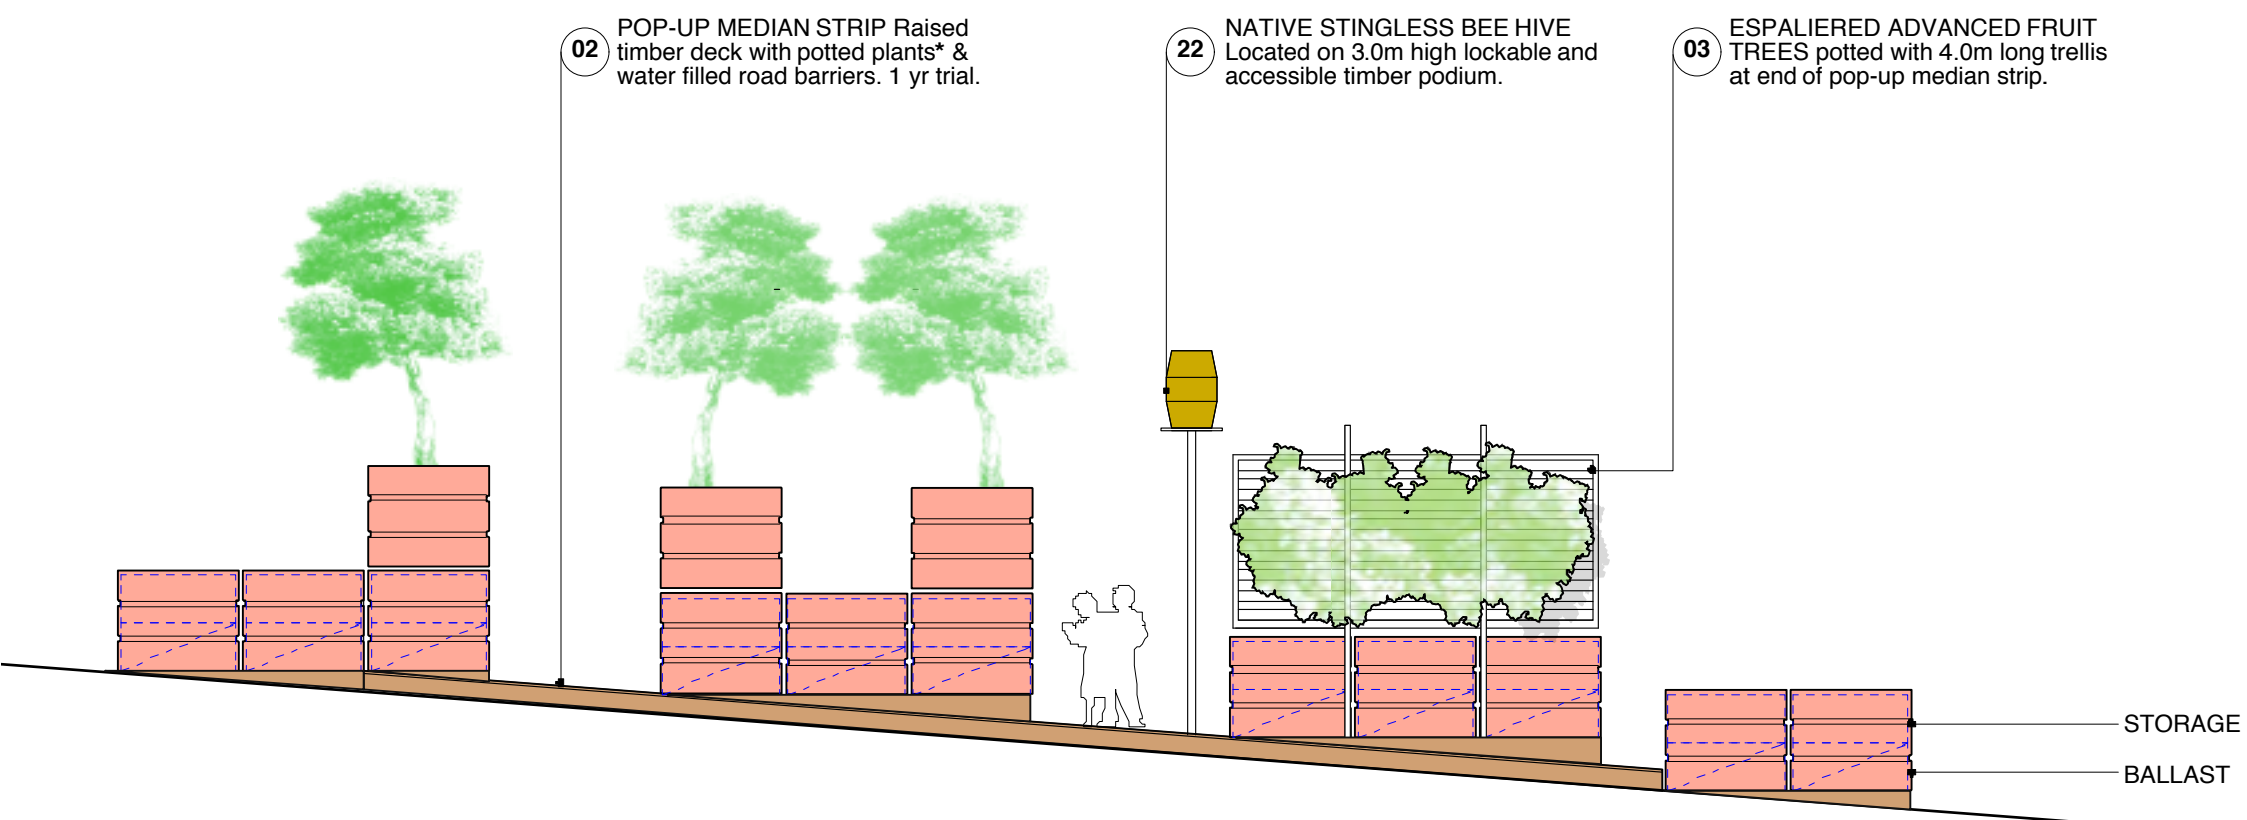 02
POP-UP MEDIAN STRIP Raised
timber deck with potted plants* &
water filled road barriers. 1 yr trial.
22
NATIVE STINGLESS BEE HIVE
Located on 3.0m high lockable and
accessible timber podium.
03
ESPALIERED ADVANCED FRUIT
TREES potted with 4.0m long trellis
at end of pop-up median strip.
STORAGE
BALLAST